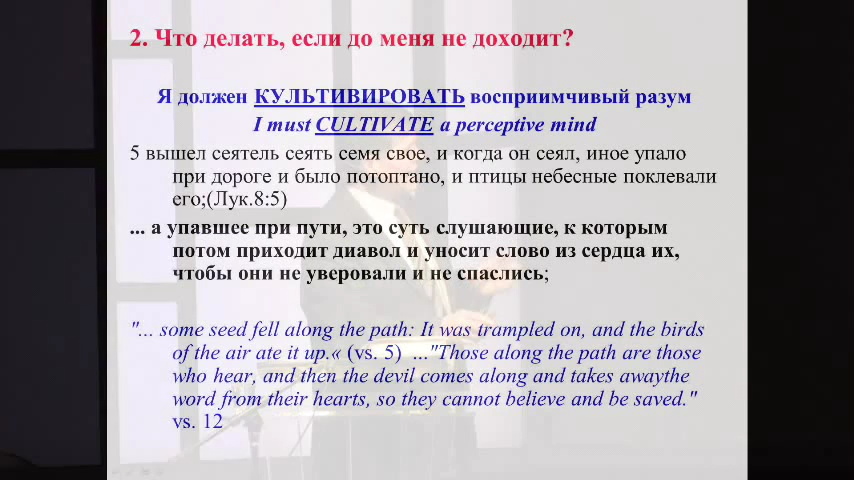 2. Что делать, если до меня не доходит?
Я должен КУЛЬТИВИРОВАТЬ восприимчивый разум
I must CULTIVATE a perceptive mind
5 вышел сеятель сеять семя свое, и когда он сеял, иное упало
при дороге и было потоптано, и птицы небесные поклевали
его;(Лук.8:5)
... а упавшее при пути, это суть слушающие, к которым
потом приходит диавол и уносит слово из сердца их,
чтобы они не уверовали и не спаслись;
"... some seed fell along the path: It was trampled on, and the birds
of the air ate it up.« (vs. 5) ..."Those along the path are those
who hear, and then the devil comes along and takes awaythe
word from their hearts, so they cannot believe and be saved."
vs. 12